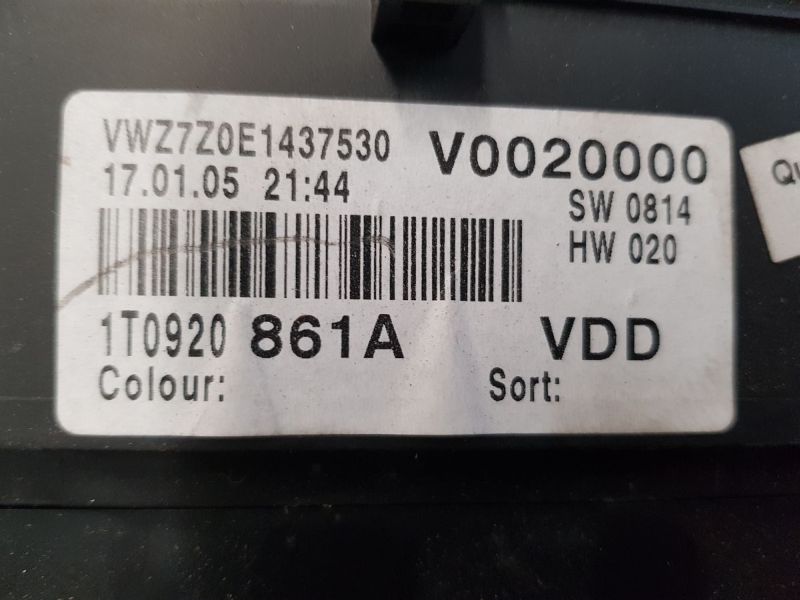 VWZ7Z0E1437530 V0020000
17.01.05 21:44 SW 0814
HW 020
1T0920 861A VDD
Colour: Sort: